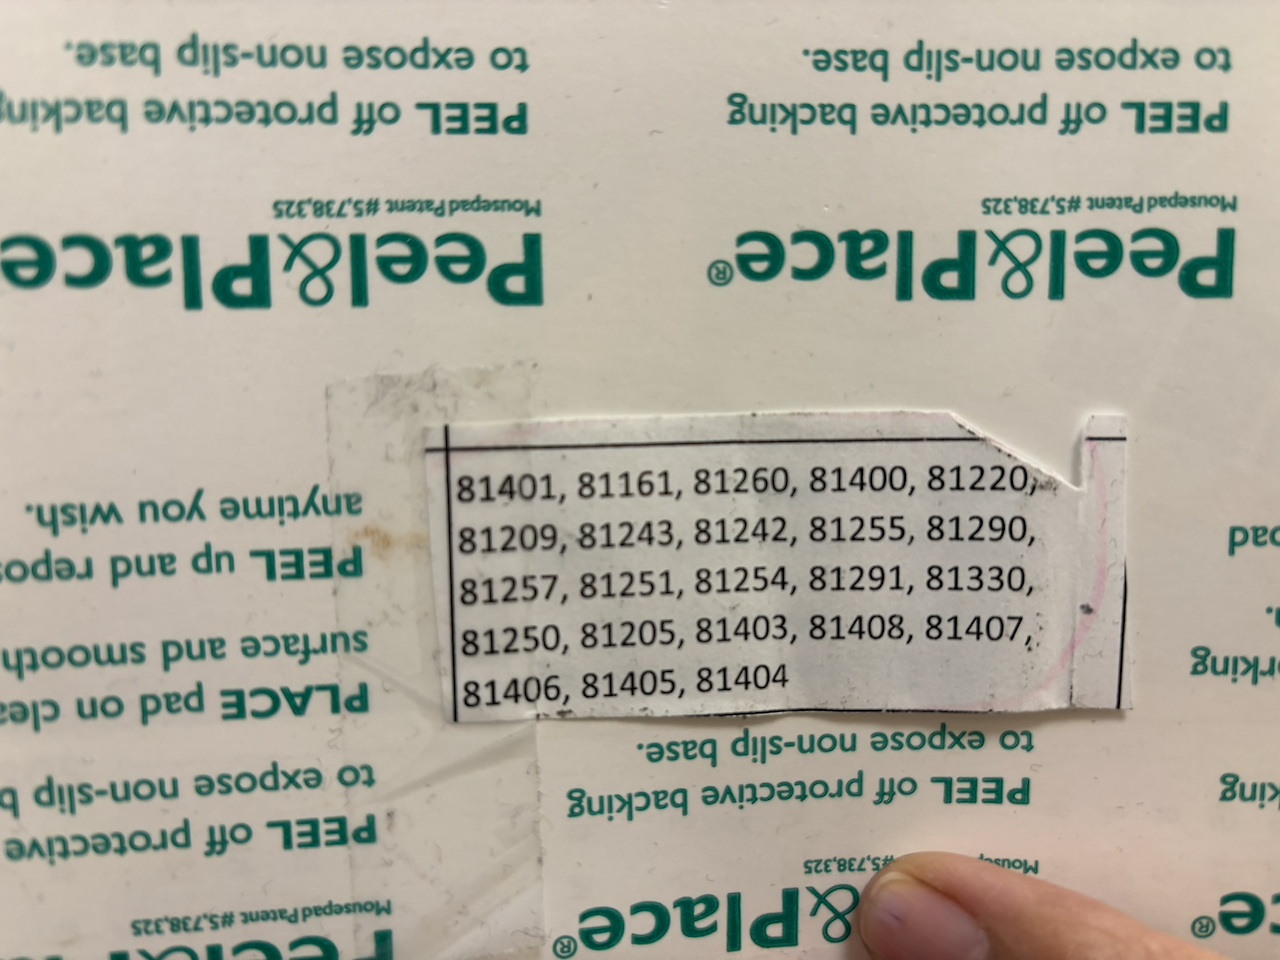 to expose non-slip base.
to expose non-slip base.
PEEL off protective backing
PEEL off protective backing
Mousepad Patent #5,738,325
Mousepad Patent #5,738,325
Peel&Place
Peel&Place®
81401, 81161, 81260, 81400, 81220,
81209, 81243, 81242, 81255, 81290,
81257, 81251, 81254, 81291, 81330,
81250, 81205, 81403, 81408, 81407,
81406, 81405, 81404
anytime you wish.
PEEL up and
surface and smooth
PLACE pad on
to expose non-slip
PEEL off protective
Mousepad Patent #5,738,325
to expose non-slip base.
PEEL off protective backing
#5,738,325
&Place®